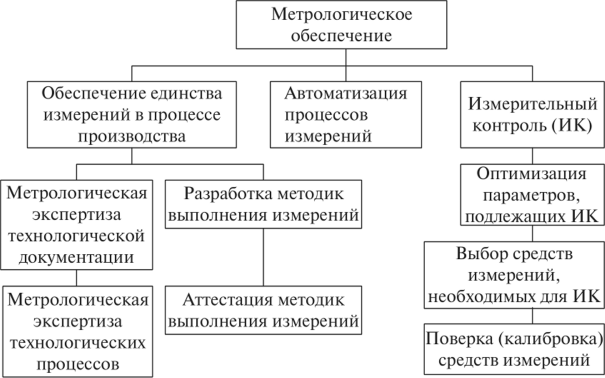 Метрологическое
обеспечение
Обеспечение единства
измерений в процессе
производства
Автоматизация
процессов
измерений
Измерительный
контроль (ИК)
Метрологическая
экспертиза
технологической
документации
Разработка методик
выполнения измерений
Оптимизация
параметров,
подлежащих ИК
Метрологическая
экспертиза
технологических
процессов
Аттестация методик
выполнения измерений
Выбор средств
измерений,
необходимых для ИК
Поверка (калибровка)
средств измерений